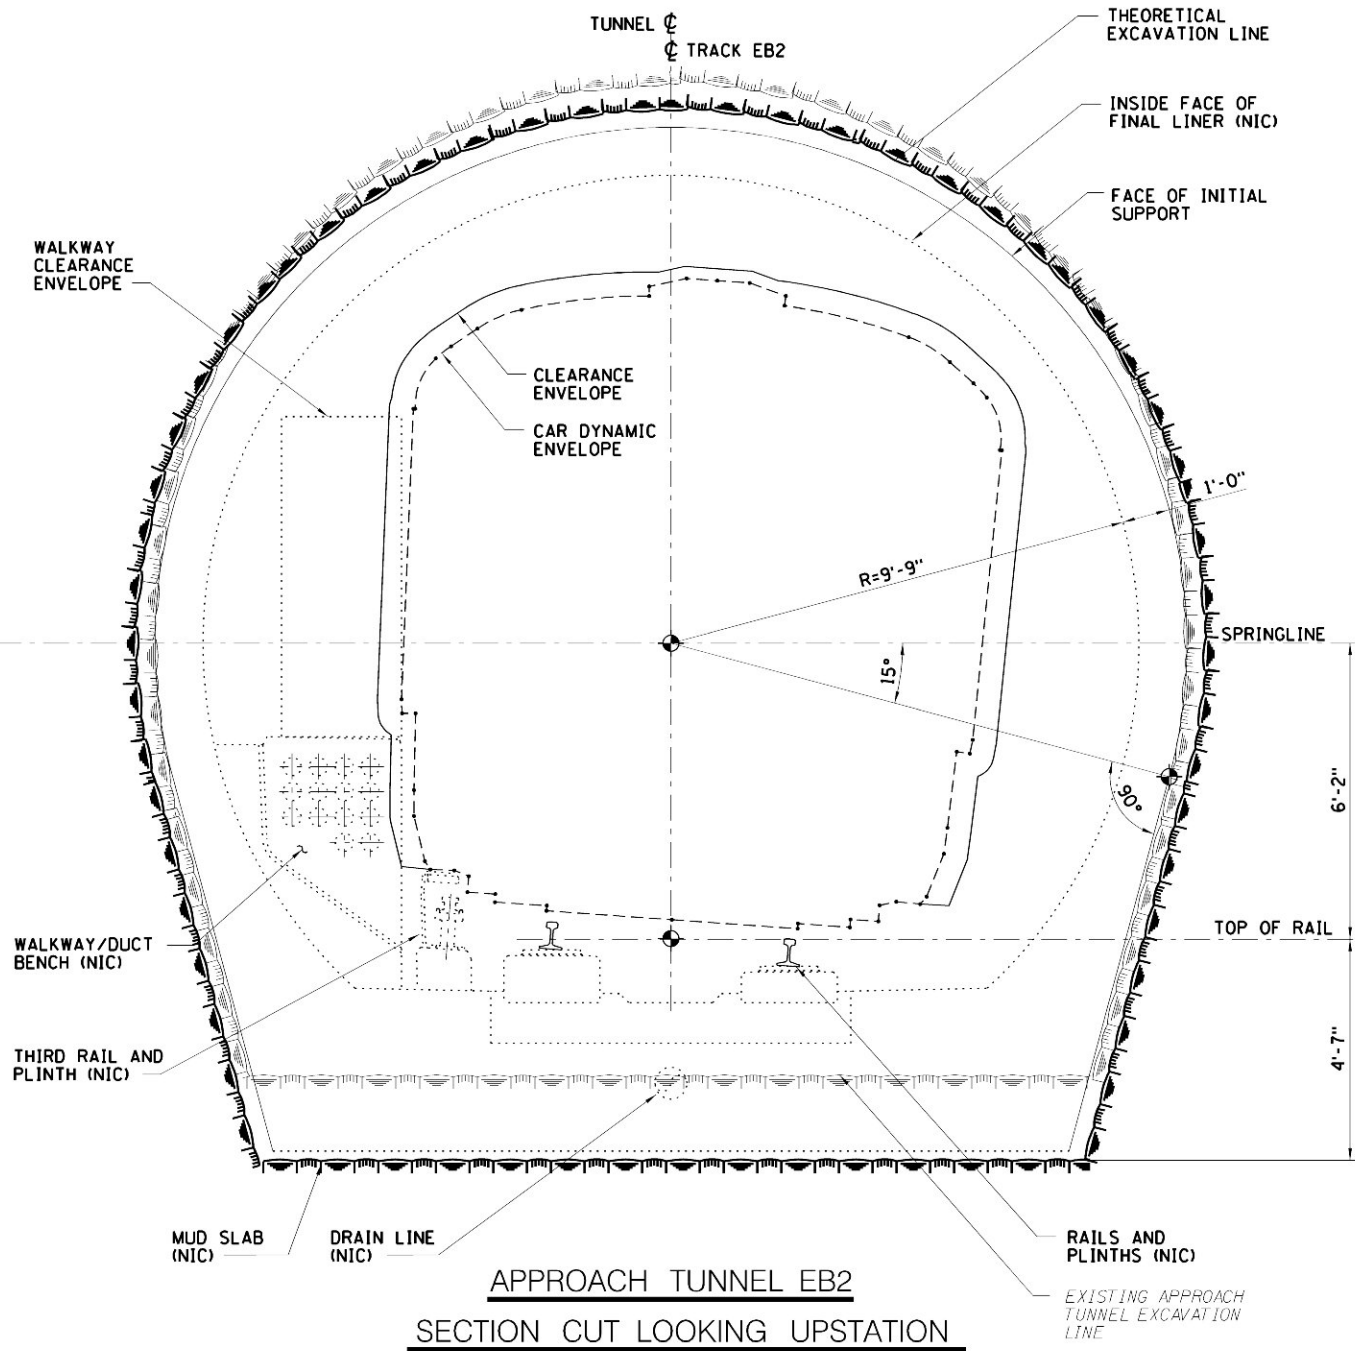 TUNNEL ℄
℄ TRACK EB2
THEORETICAL
EXCAVATION LINE
INSIDE FACE OF
FINAL LINER (NIC)
FACE OF INITIAL
SUPPORT
WALKWAY
CLEARANCE
ENVELOPE
CLEARANCE
ENVELOPE
CAR DYNAMIC
ENVELOPE
1'-0"
R=9'-9"
SPRINGLINE
15°
90°
6'-2"
WALKWAY/DUCT
BENCH (NIC)
TOP OF RAIL
THIRD RAIL AND
PLINTH (NIC)
4'-7"
MUD SLAB
(NIC)
DRAIN LINE
(NIC)
RAILS AND
PLINTHS (NIC)
EXISTING APPROACH
TUNNEL EXCAVATION
LINE
APPROACH TUNNEL EB2
SECTION CUT LOOKING UPSTATION